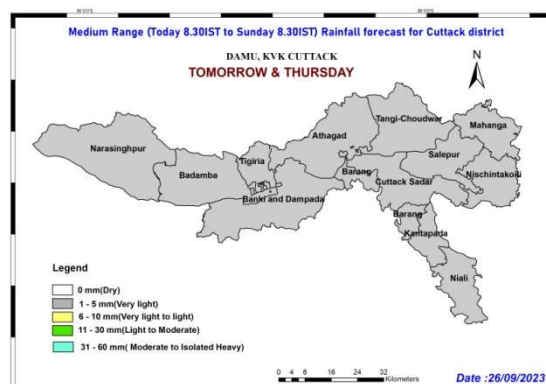 Medium Range (Today 8.30IST to Sunday 8.30IST) Rainfall forecast for Cuttack district
DAMU, KVK CUTTACK
TOMORROW & THURSDAY
N
Narasinghpur
Badamba
Tigiria
Athagad
Tangi-Choudwar
Mahanga
Salepur
Nischintakoili
Barang
Cuttack Sadar
Banki and Dampada
Barang
Kantapada
Niali
Legend
0 mm(Dry)
1 - 5 mm(Very light)
6 - 10 mm(Very light to light)
11 - 30 mm(Light to Moderate)
31 - 60 mm( Moderate to Isolated Heavy)
0 4 8 16 24 32
Kilometers
Date :26/09/2023